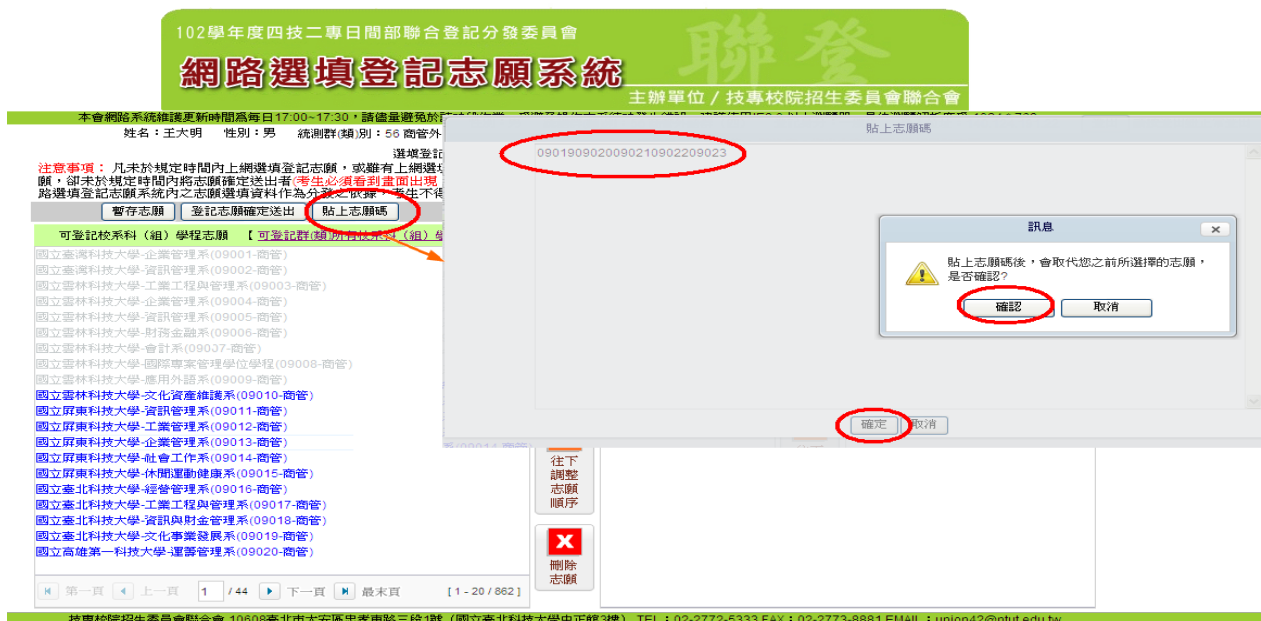 102學年度四技二專日間部聯合登記分發委員會
聯登
網路選填登記志願系統
主辦單位 / 技專校院招生委員會聯合會
本會網路系統維護更新時間為每日17:00~17:30，請儘量避免於
姓名：王大明 性別：男 統測群(類)別：56 商管外
選填登記
注意事項： 凡未於規定時間內上網選填登記志願，或雖有上網選填
願，卻未於規定時間內將志願確定送出者(考生必須看到畫面出現
路選填登記志願系統內之志願選填資料作為分發之依據，考生不得
暫存志願 登記志願確定送出 貼上志願碼
可登記校系科（組）學程志願 【 可登記群(類)所有校系科（組）學
國立臺灣科技大學-企業管理系(09001-商管)
國立臺灣科技大學-資訊管理系(09002-商管)
國立臺灣科技大學-工業工程與管理系(09003-商管)
國立雲林科技大學-企業管理系(09004-商管)
國立雲林科技大學-資訊管理系(09005-商管)
國立雲林科技大學-財務金融系(09006-商管)
國立雲林科技大學-會計系(09007-商管)
國立雲林科技大學-國際專案管理學位學程(09008-商管)
國立雲林科技大學-應用外語系(09009-商管)
國立雲林科技大學-文化資產維護系(09010-商管)
國立屏東科技大學-資訊管理系(09011-商管)
國立屏東科技大學-工業管理系(09012-商管)
國立屏東科技大學-企業管理系(09013-商管)
國立屏東科技大學-社會工作系(09014-商管)
國立屏東科技大學-休閒運動健康系(09015-商管)
國立臺北科技大學-經營管理系(09016-商管)
國立臺北科技大學-工業工程與管理系(09017-商管)
國立臺北科技大學-資訊與財金管理系(09018-商管)
國立臺北科技大學-文化事業發展系(09019-商管)
國立高雄第一科技大學-運籌管理系(09020-商管)
第一頁 上一頁 1 / 44 下一頁 最末頁 [ 1 - 20 / 862 ]
貼上志願碼
0901909020090210902209023
訊息
貼上志願碼後，會取代您之前所選擇的志願，
是否確認?
確認 取消
確定 取消
往下
調整
志願
順序
刪除
志願
技專校院招生委員會聯合會 10608臺北市大安區忠孝東路三段1號（國立臺北科技大學中正館3樓） TEL：02-2772-5333 FAX：02-2773-8881 EMAIL：union42@ntut.edu.tw